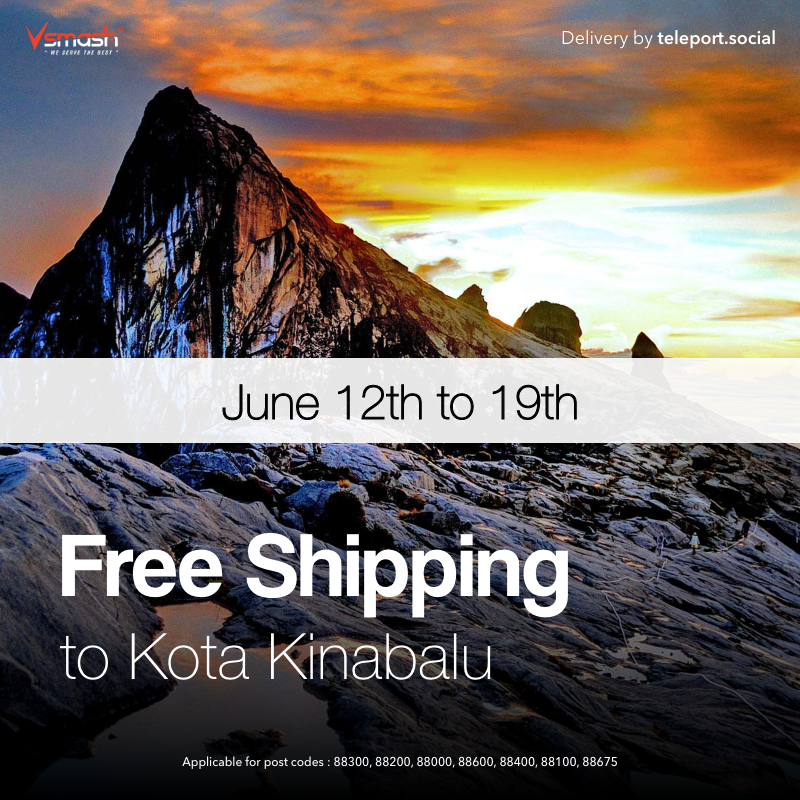 Vsmash
" WE SERVE THE BEST "
Delivery by teleport.social
June 12th to 19th
Free Shipping
to Kota Kinabalu
Applicable for post codes : 88300, 88200, 88000, 88600, 88400, 88100, 88675